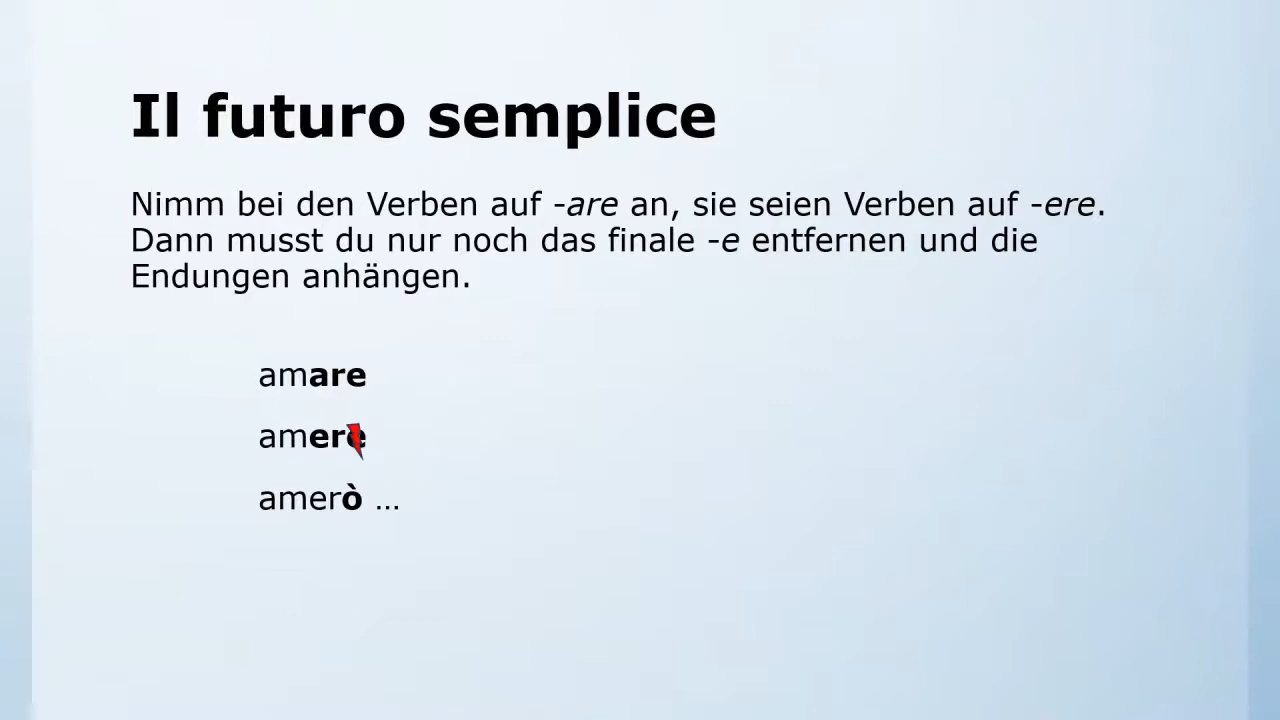 Il futuro semplice
Nimm bei den Verben auf -are an, sie seien Verben auf -ere.
Dann musst du nur noch das finale -e entfernen und die
Endungen anhängen.
amare
amere
amerò …